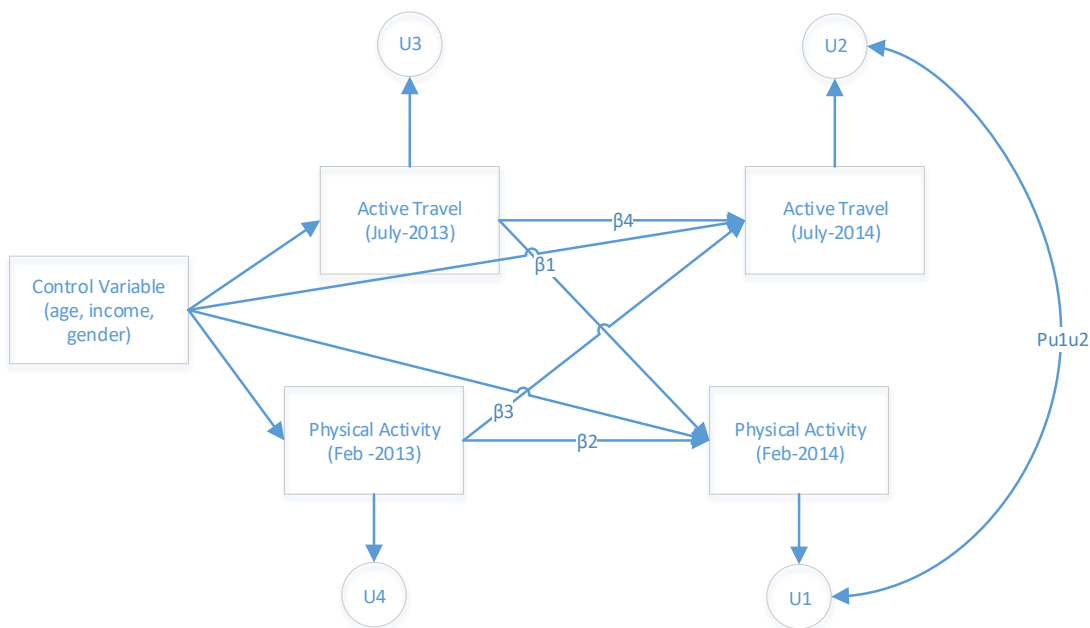 U3
U2
Active Travel
(July-2013)
β4
Active Travel
(July-2014)
β1
Control Variable
(age, income,
gender)
Pu1u2
β3
Physical Activity
(Feb -2013)
β2
Physical Activity
(Feb-2014)
U4
U1